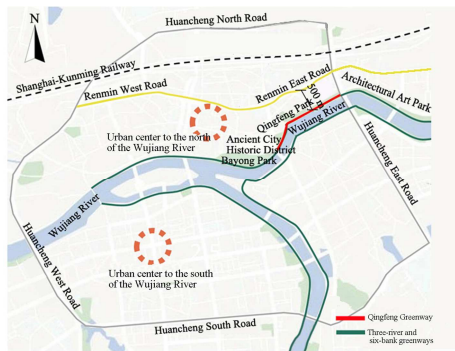 N
Huancheng North Road
Shanghai-Kunming Railway
Renmin West Road
Renmin East Road
500 m
Architectural Art Park
Qingfeng Park
Wujiang River
Urban center to the north
of the Wujiang River
Ancient City
Historic District
Bayong Park
Huancheng East Road
Wujiang River
Huancheng West Road
Urban center to the south
of the Wujiang River
Huancheng South Road
Qingfeng Greenway
Three-river and
six-bank greenways